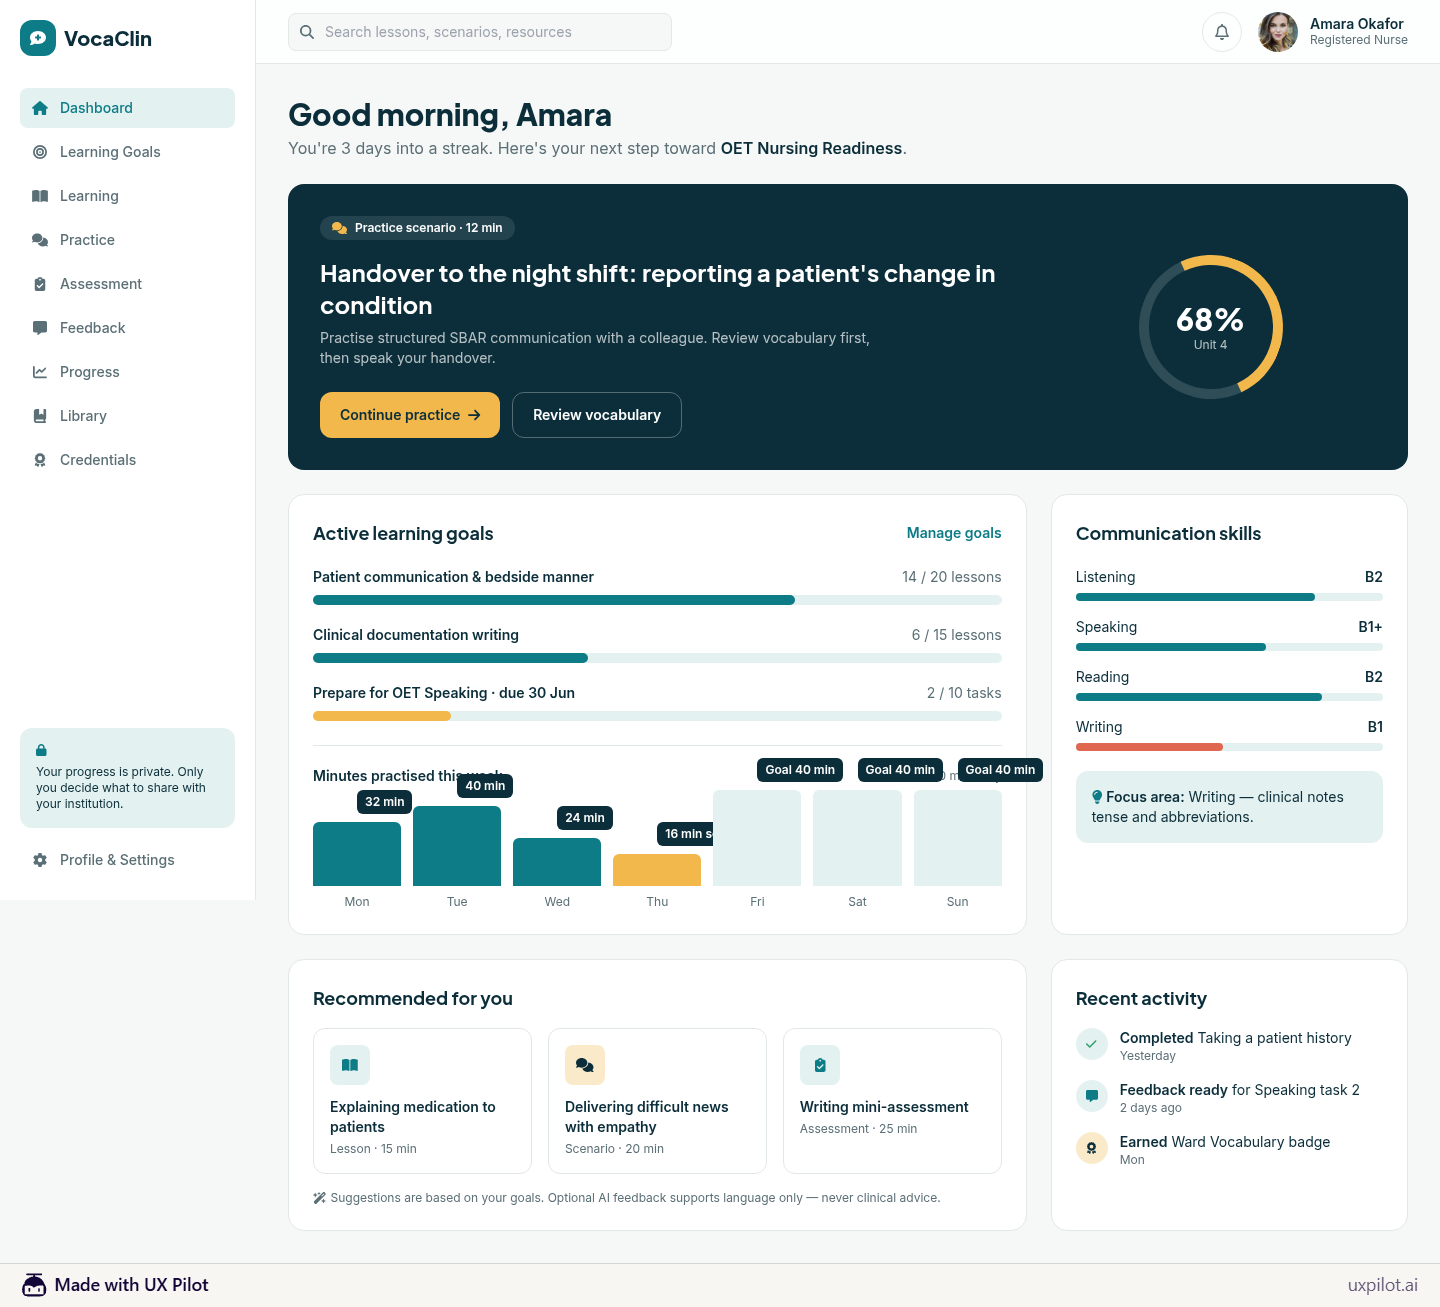 VocaClin
Search lessons, scenarios, resources
Amara Okafor
Registered Nurse
Dashboard
Learning Goals
Learning
Practice
Assessment
Feedback
Progress
Library
Credentials
Your progress is private. Only
you decide what to share with
your institution.
Profile & Settings
Good morning, Amara
You're 3 days into a streak. Here's your next step toward OET Nursing Readiness.
Practice scenario · 12 min
Handover to the night shift: reporting a patient's change in
condition
Practise structured SBAR communication with a colleague. Review vocabulary first,
then speak your handover.
Continue practice
Review vocabulary
68%
Unit 4
Active learning goals
Manage goals
Patient communication & bedside manner
14 / 20 lessons
Clinical documentation writing
6 / 15 lessons
Prepare for OET Speaking · due 30 Jun
2 / 10 tasks
Minutes practised this
32 min
40 min
24 min
16 min
Goal 40 min
Goal 40 min
Goal 40 min
Mon
Tue
Wed
Thu
Fri
Sat
Sun
Communication skills
Listening
B2
Speaking
B1+
Reading
B2
Writing
B1
Focus area: Writing — clinical notes
tense and abbreviations.
Recommended for you
Explaining medication to
patients
Lesson · 15 min
Delivering difficult news
with empathy
Scenario · 20 min
Writing mini-assessment
Assessment · 25 min
Suggestions are based on your goals. Optional AI feedback supports language only — never clinical advice.
Recent activity
Completed Taking a patient history
Yesterday
Feedback ready for Speaking task 2
2 days ago
Earned Ward Vocabulary badge
Mon
Made with UX Pilot
uxpilot.ai